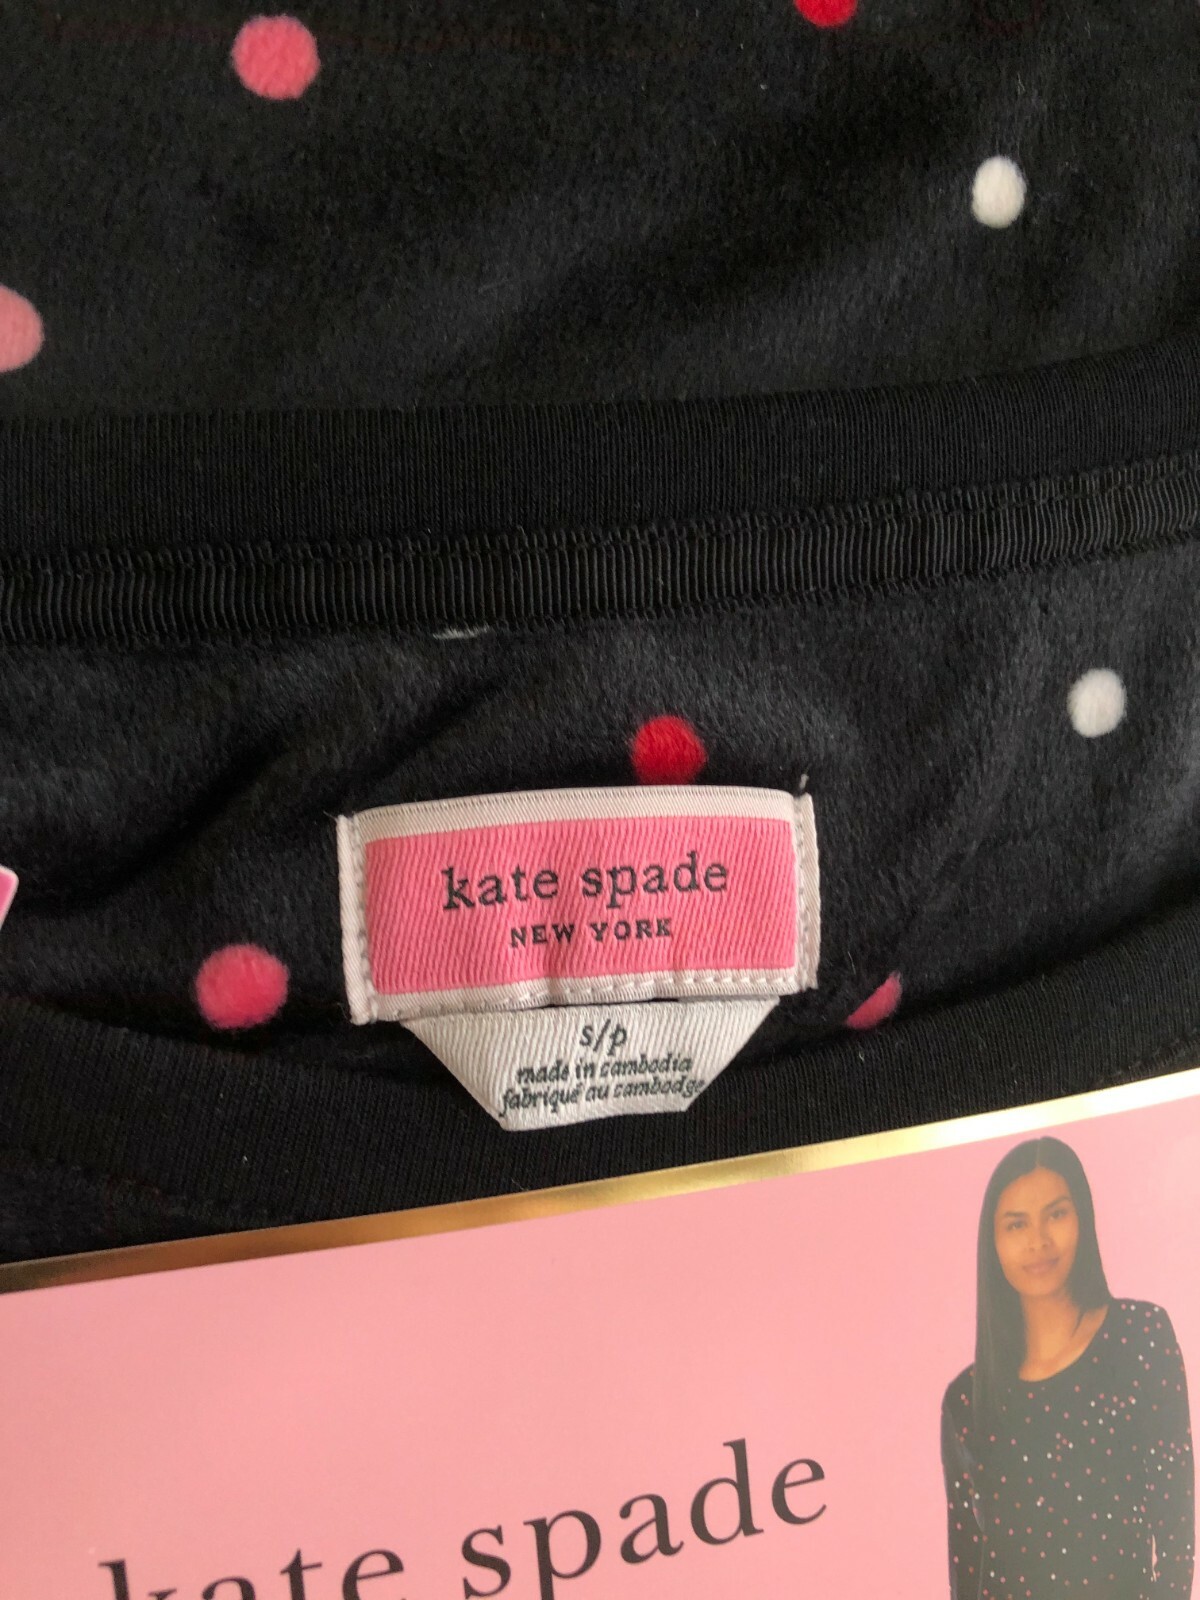 kate spade
NEW YORK
s/p
made in cambodia
fabriqué au cambodge
kate spade